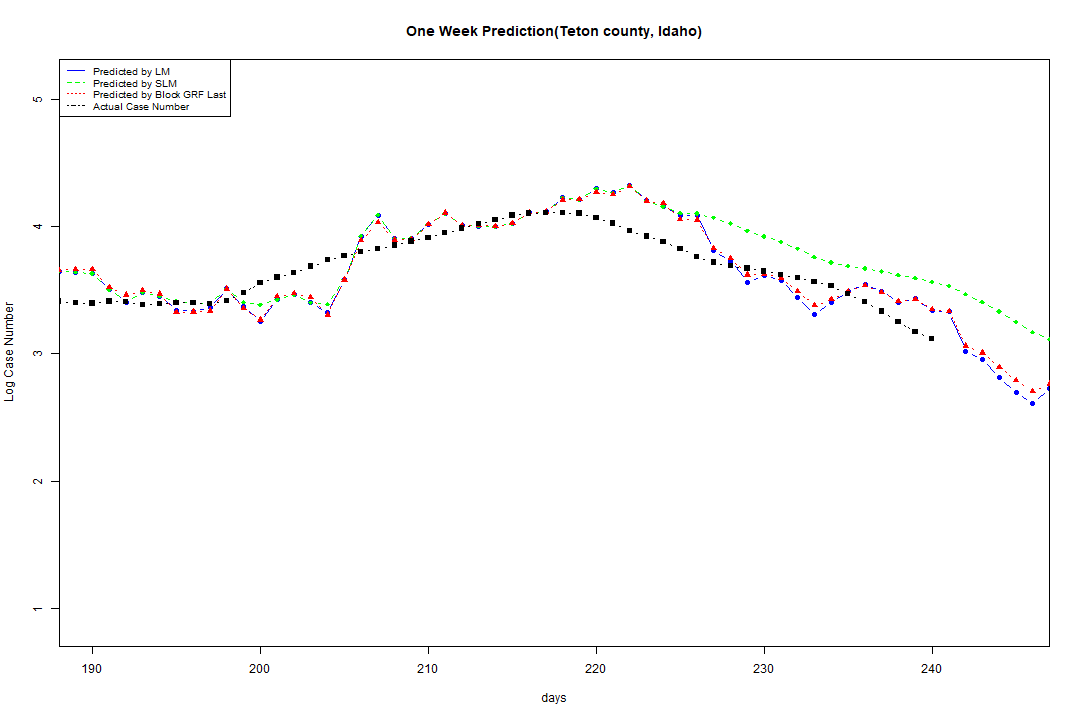 One Week Prediction(Teton county, Idaho)
Predicted by LM
Predicted by SLM
Predicted by Block GRF Last
Actual Case Number
5
4
3
2
1
Log Case Number
190 200 210 220 230 240
days